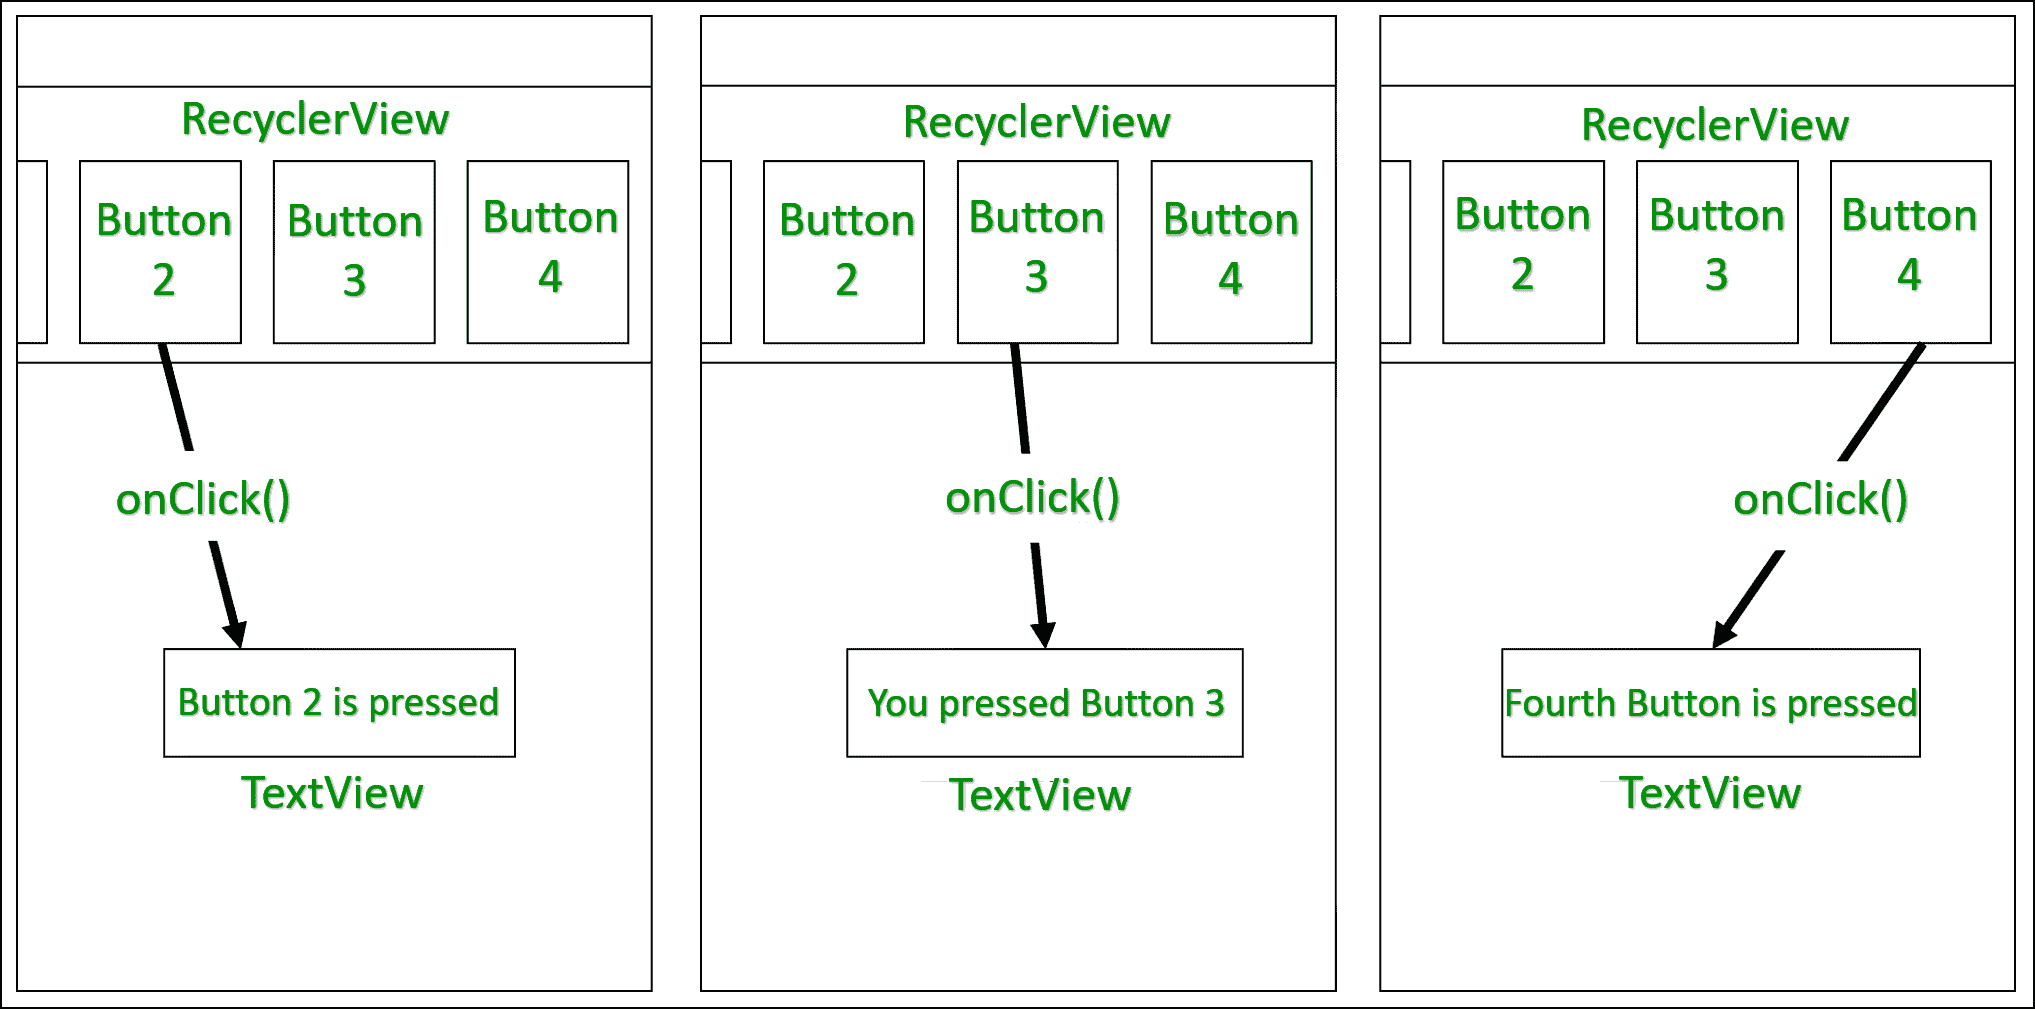 RecyclerView
Button
2
Button
3
Button
4
onClick()
Button 2 is pressed
TextView
RecyclerView
Button
2
Button
3
Button
4
onClick()
You pressed Button 3
TextView
RecyclerView
Button
2
Button
3
Button
4
onClick()
Fourth Button is pressed
TextView